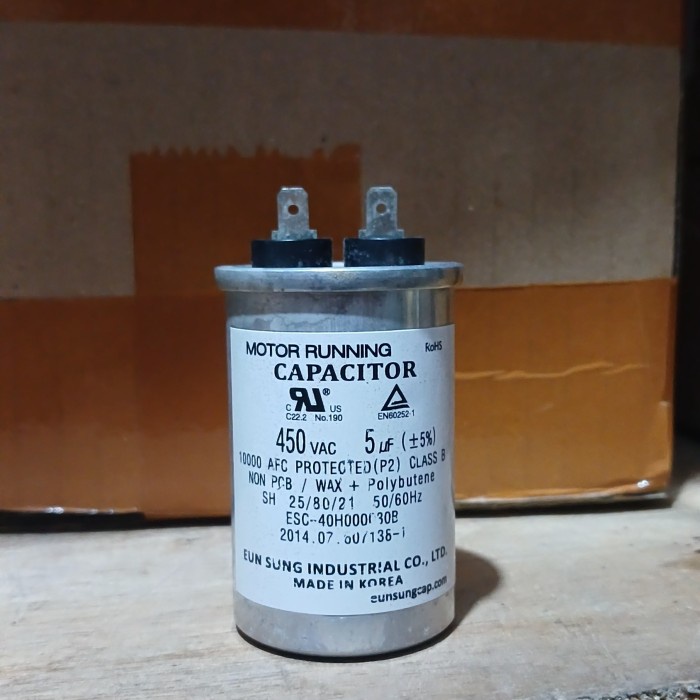 MOTOR RUNNING RoHS
CAPACITOR
C RU ® US
C22.2 No.190 EN60252-1
450 VAC 5 µF (±5%)
10000 AFC PROTECTED(P2) CLASS B
NON PCB / WAX + Polybutene
SH 25/80/21 50/60Hz
2014.07.
EUN SUNG INDUSTRIAL CO., LTD.
MADE IN KOREA
eunsungcap.com